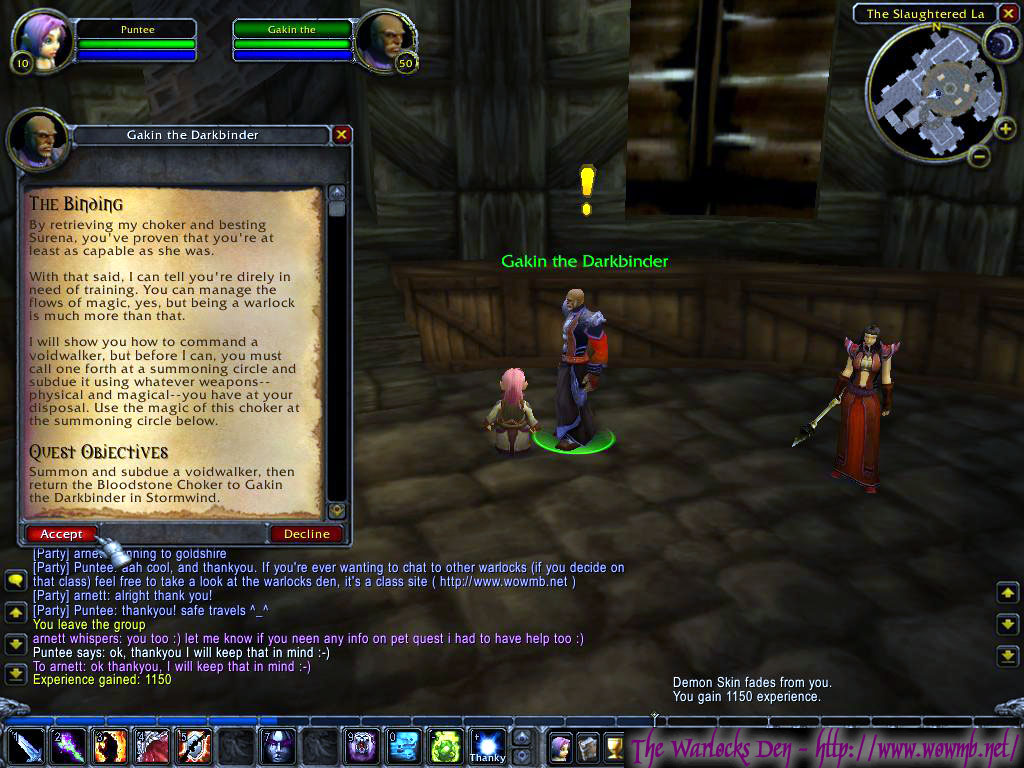 Puntee
10
Gakin the
50
The Slaughtered La
N
Gakin the Darkbinder
The Binding
By retrieving my choker and besting
Surena, you've proven that you're at
least as capable as she was.
With that said, I can tell you're direly in
need of training. You can manage the
flows of magic, yes, but being a warlock
is much more than that.
I will show you how to command a
voidwalker, but before I can, you must
call one forth at a summoning circle and
subdue it using whatever weapons--
physical and magical--you have at your
disposal. Use the magic of this choker at
the summoning circle below.
Quest Objectives
Summon and subdue a voidwalker, then
return the Bloodstone Choker to Gakin
the Darkbinder in Stormwind.
Accept
Decline
Gakin the Darkbinder
[Party] arnett: to goldshire
[Party] Puntee: aah cool, and thankyou. If you're ever wanting to chat to other warlocks (if you decide on
that class) feel free to take a look at the warlocks den, it's a class site ( http://www.wowmb.net )
[Party] arnett: alright thank you!
[Party] Puntee: thankyou! safe travels ^_^
You leave the group
arnett whispers: you too :) let me know if you neen any info on pet quest i had to have help too :)
Puntee says: ok, thankyou I will keep that in mind :-)
To arnett: ok thankyou, I will keep that in mind :-)
Experience gained: 1150
Demon Skin fades from you.
You gain 1150 experience.
2
3
4
5
7
0
Thanky
The Warlocks Den - http://www.wowmb.net/